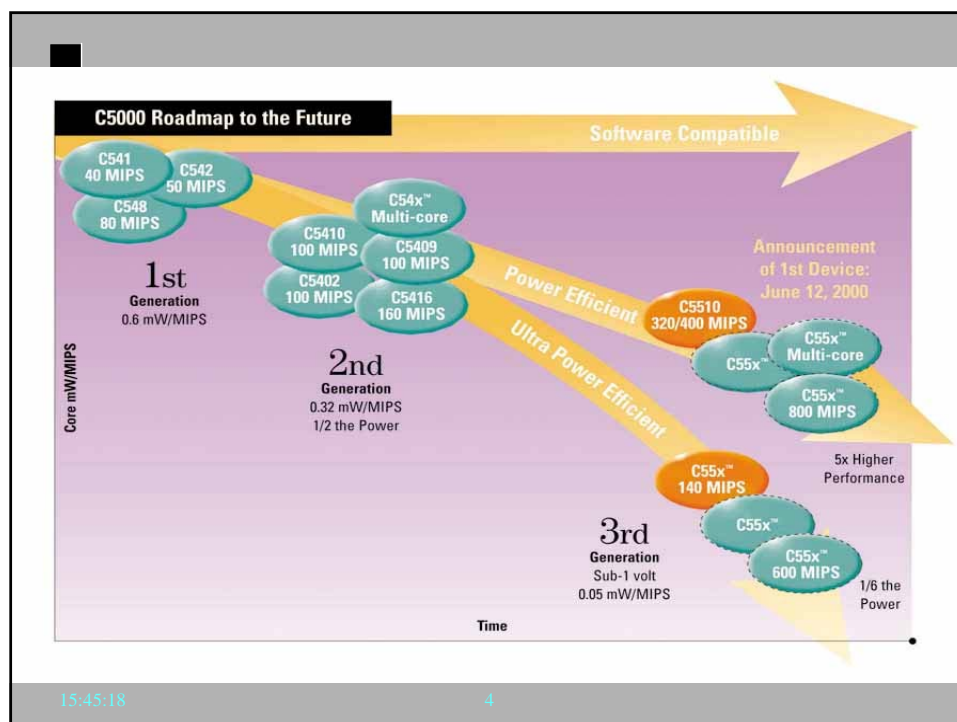 C5000 Roadmap to the Future
Software Compatible
C541
40 MIPS
C542
50 MIPS
C548
80 MIPS
C54x™
Multi-core
C5410
100 MIPS
C5409
100 MIPS
C5402
100 MIPS
C5416
160 MIPS
1st
Generation
0.6 mW/MIPS
2nd
Generation
0.32 mW/MIPS
1/2 the Power
Power Efficient
Ultra Power Efficient
Announcement
of 1st Device:
June 12, 2000
C5510
320/400 MIPS
C55x™
C55x™
Multi-core
C55x™
800 MIPS
5x Higher
Performance
C55x™
140 MIPS
C55x™
C55x™
600 MIPS
1/6 the
Power
3rd
Generation
Sub-1 volt
0.05 mW/MIPS
Core mW/MIPS
Time
15:45:18
4